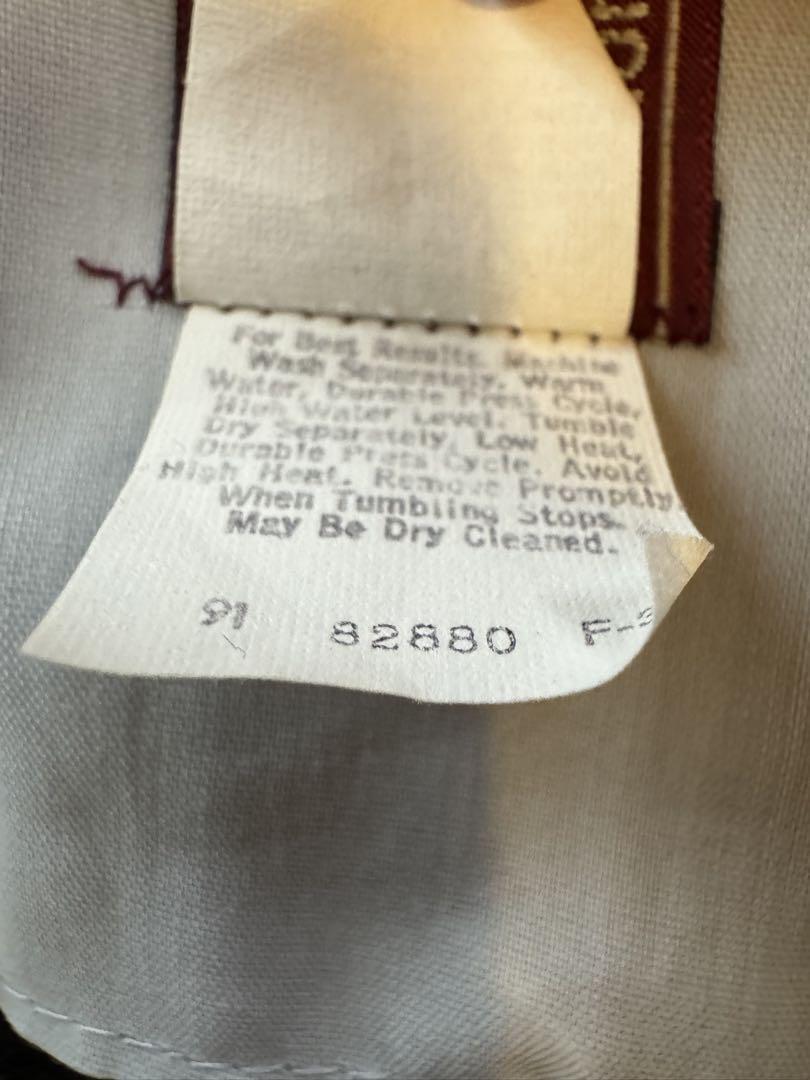 For Best Results, Machine
Wash Separately, Warm
Water, Durable Press Cycle,
High Water Level. Tumble
Dry Separately, Low Heat,
Durable Press Cycle. Avoid
High Heat. Remove Promptly
When Tumbling Stops.
May Be Dry Cleaned.
91 82880 F-